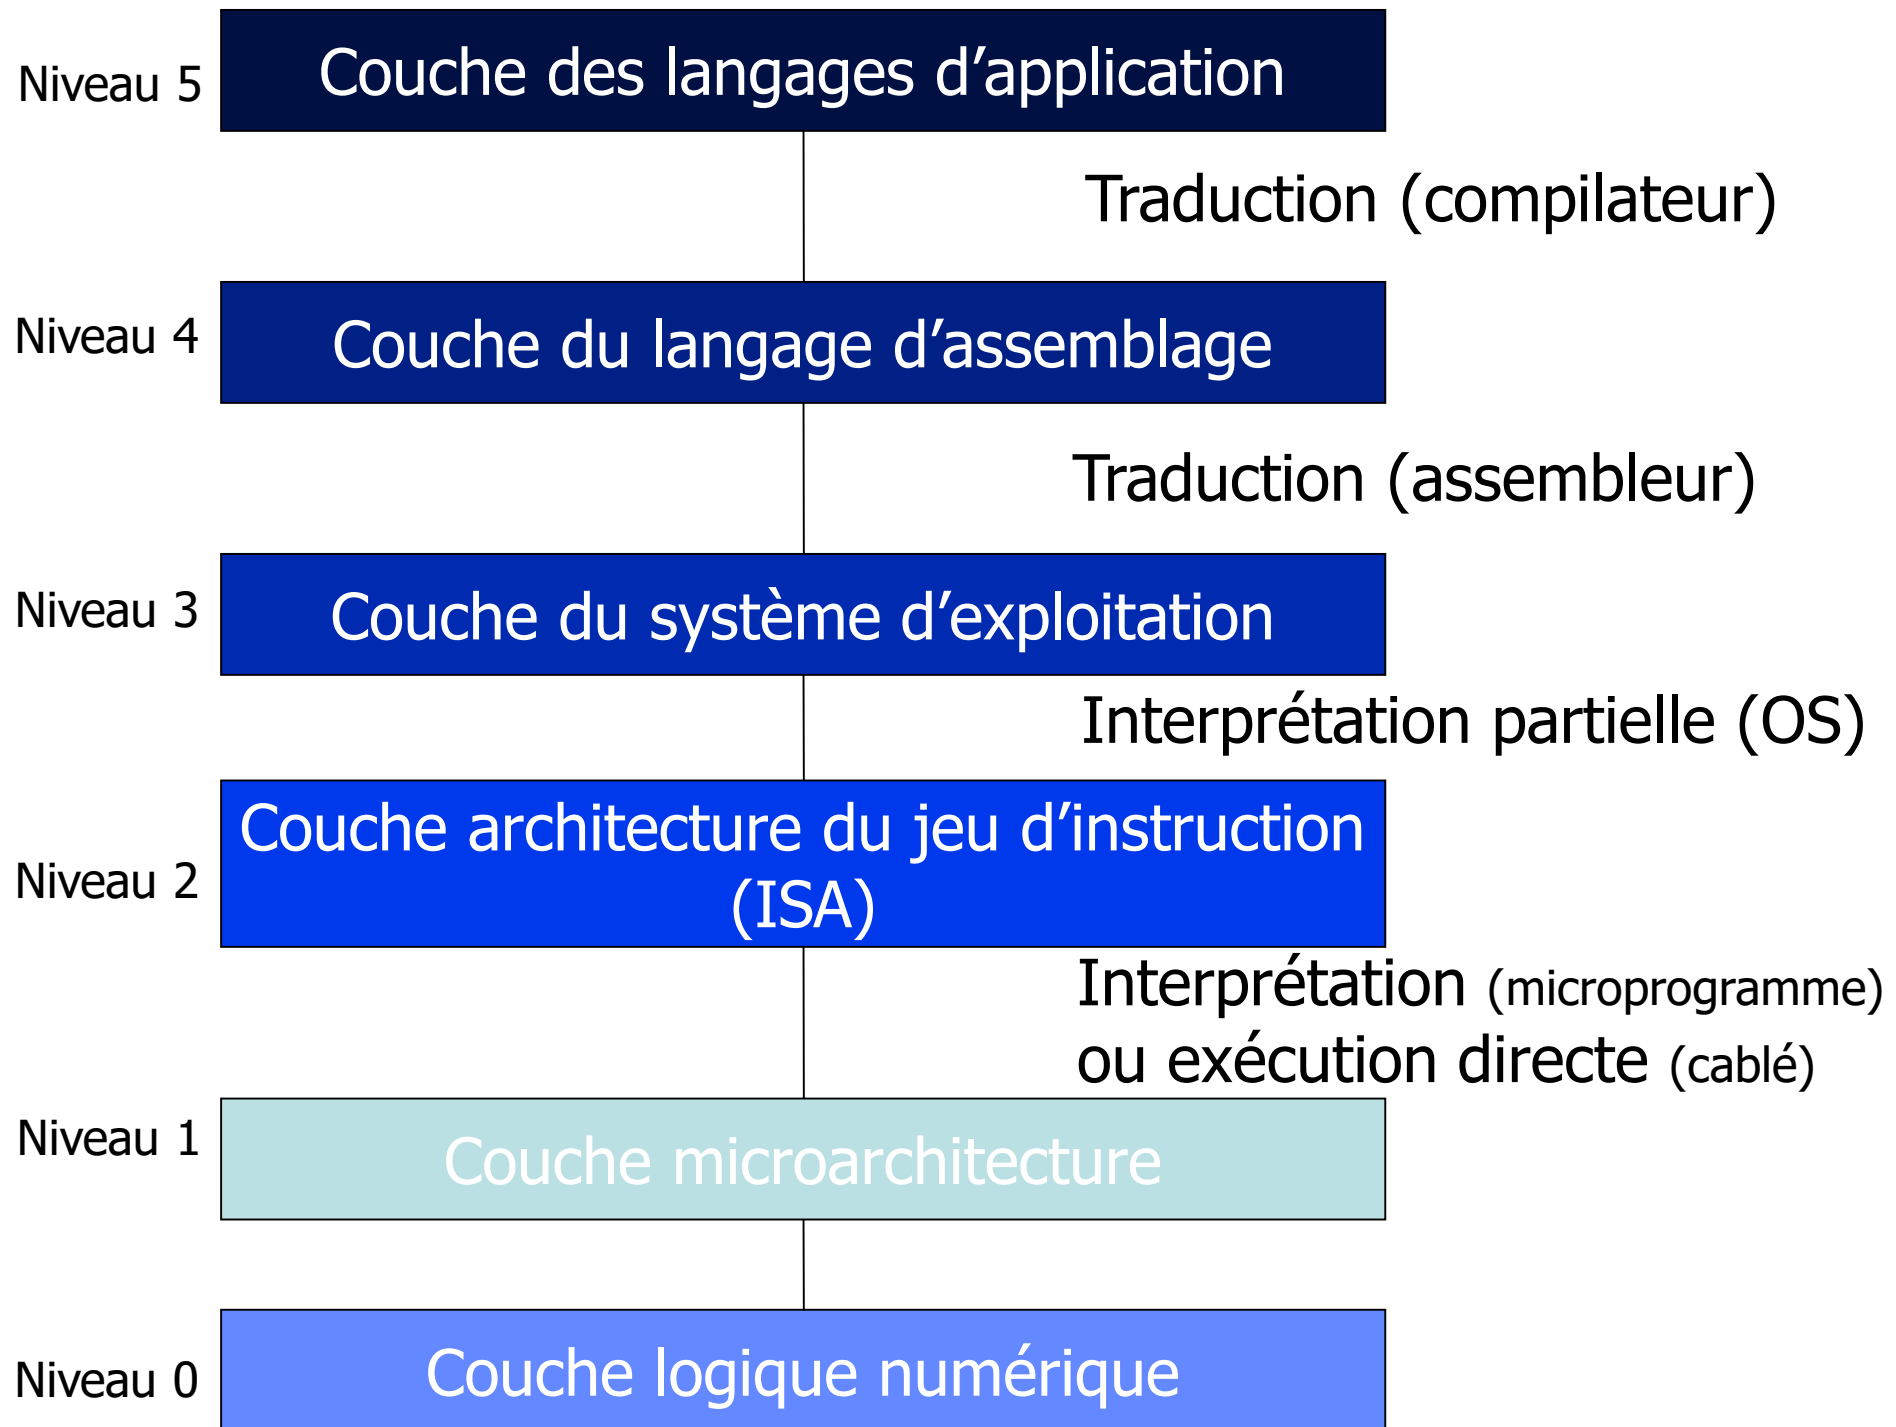 Niveau 5
Couche des langages d’application
Traduction (compilateur)
Niveau 4
Couche du langage d’assemblage
Traduction (assembleur)
Niveau 3
Couche du système d’exploitation
Interprétation partielle (OS)
Niveau 2
Couche architecture du jeu d’instruction
(ISA)
Interprétation (microprogramme)
ou exécution directe (cablé)
Niveau 1
Couche microarchitecture
Niveau 0
Couche logique numérique